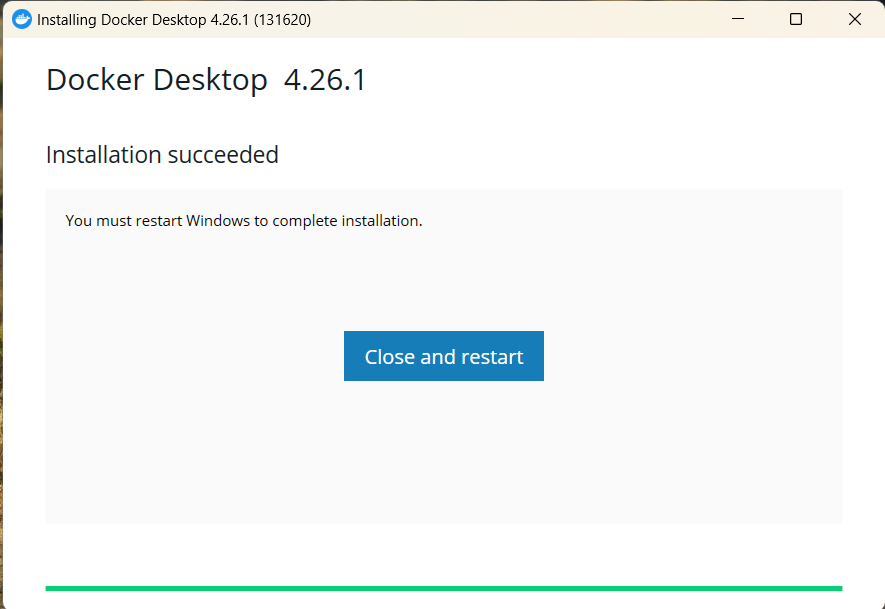 Installing Docker Desktop 4.26.1 (131620)
Docker Desktop 4.26.1
Installation succeeded
You must restart Windows to complete installation.
Close and restart